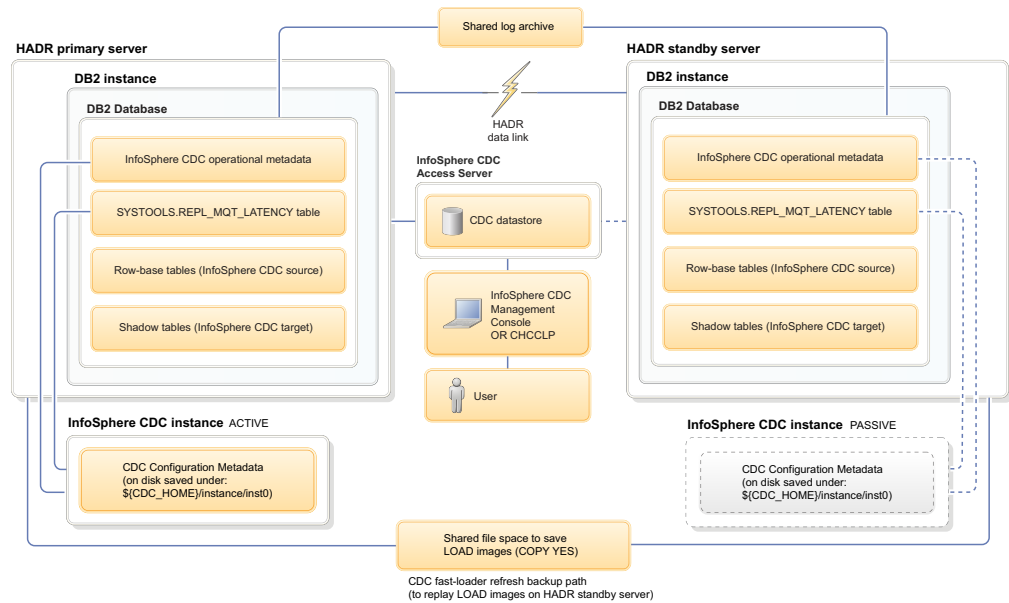 Shared log archive
HADR primary server
DB2 instance
DB2 Database
InfoSphere CDC operational metadata
SYSTOOLS.REPL_MQT_LATENCY table
Row-base tables (InfoSphere CDC source)
Shadow tables (InfoSphere CDC target)
InfoSphere CDC instance ACTIVE
CDC Configuration Metadata
(on disk saved under:
${CDC_HOME}/instance/inst0)
HADR
data link
InfoSphere CDC
Access Server
CDC datastore
InfoSphere CDC
Management
Console
OR CHCCLP
User
HADR standby server
DB2 instance
DB2 Database
InfoSphere CDC operational metadata
SYSTOOLS.REPL_MQT_LATENCY table
Row-base tables (InfoSphere CDC source)
Shadow tables (InfoSphere CDC target)
InfoSphere CDC instance PASSIVE
CDC Configuration Metadata
(on disk saved under:
${CDC_HOME}/instance/inst0)
Shared file space to save
LOAD images (COPY YES)
CDC fast-loader refresh backup path
(to replay LOAD images on HADR standby server)